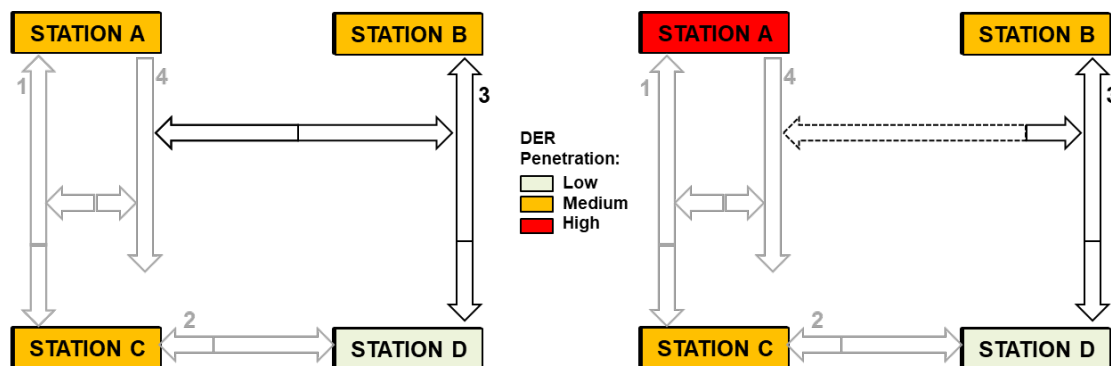 STATION A
STATION B
STATION A
STATION B
1
4
3
1
4
3
DER
Penetration:
Low
Medium
High
2
2
STATION C
STATION D
STATION C
STATION D